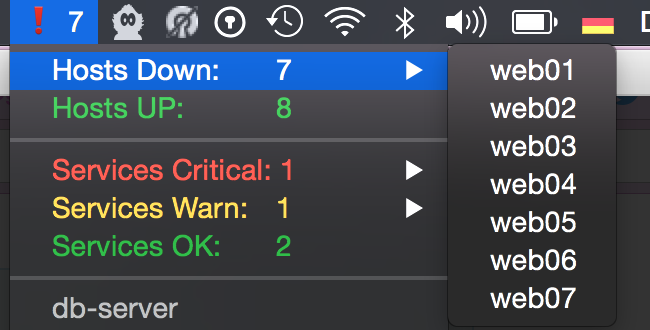 7
Hosts Down: 7
Hosts UP: 8
Services Critical: 1
Services Warn: 1
Services OK: 2
db-server
web01
web02
web03
web04
web05
web06
web07